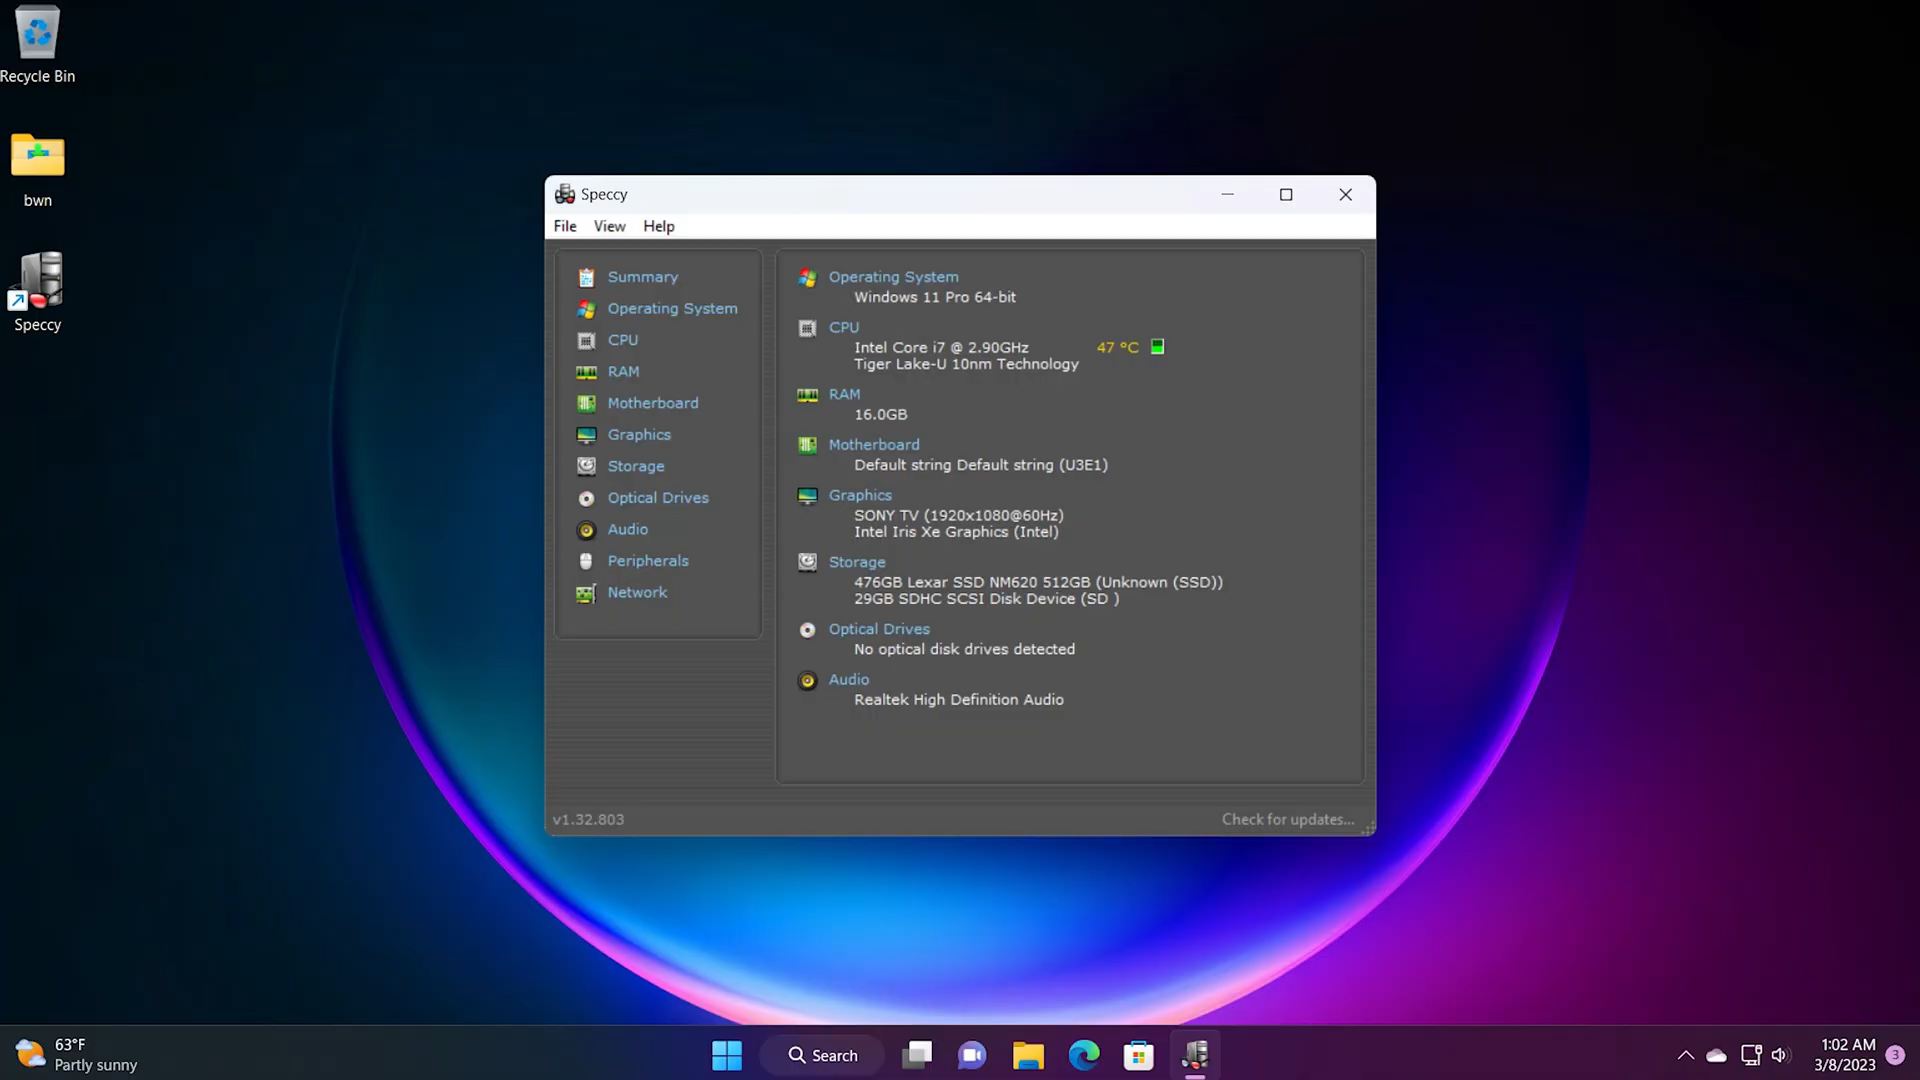 Recycle Bin
bwn
Speccy
Speccy
File View Help
Summary
Operating System
CPU
RAM
Motherboard
Graphics
Storage
Optical Drives
Audio
Peripherals
Network
Operating System
Windows 11 Pro 64-bit
CPU
Intel Core i7 @ 2.90GHz 47 °C
Tiger Lake-U 10nm Technology
RAM
16.0GB
Motherboard
Default string Default string (U3E1)
Graphics
SONY TV (1920x1080@60Hz)
Intel Iris Xe Graphics (Intel)
Storage
476GB Lexar SSD NM620 512GB (Unknown (SSD))
29GB SDHC SCSI Disk Device (SD )
Optical Drives
No optical disk drives detected
Audio
Realtek High Definition Audio
v1.32.803 Check for updates...
63°F
Partly sunny
Search
1:02 AM
3/8/2023
3